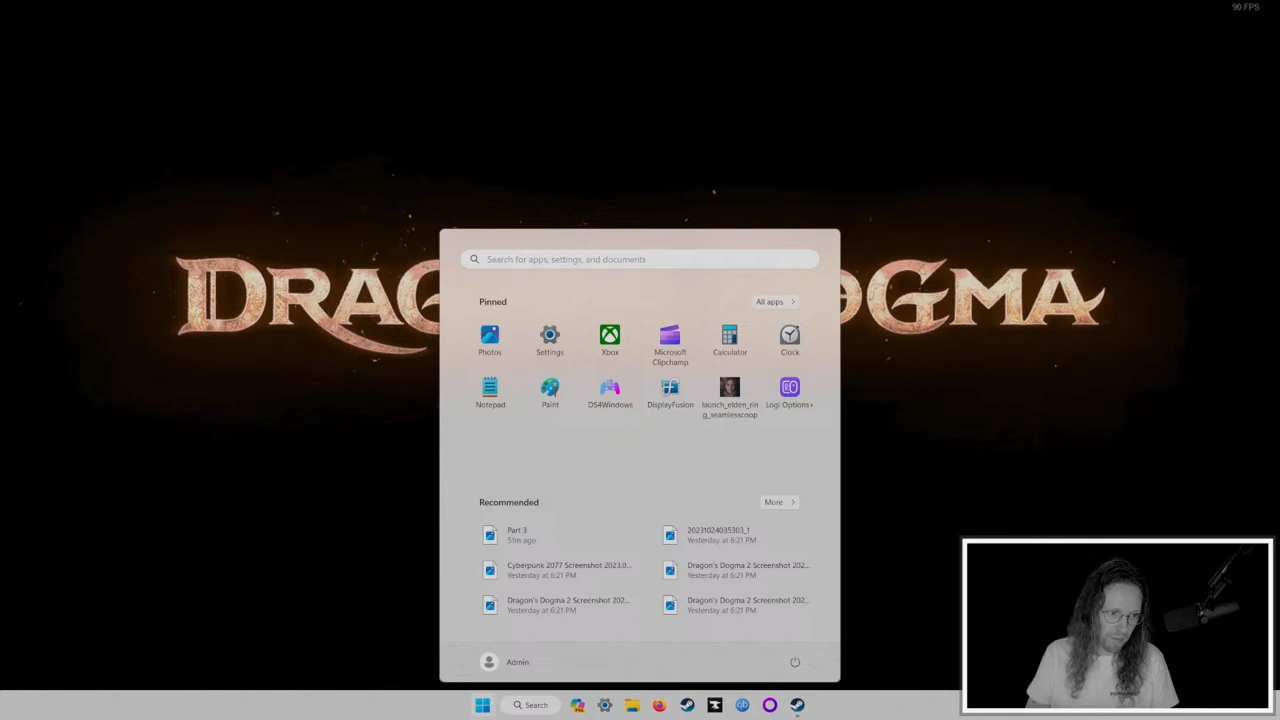 90 FPS
DRAG
OGMA
Search for apps, settings, and documents
Pinned
All apps
Photos
Settings
Xbox
Microsoft
Clipchamp
Calculator
Clock
Notepad
Paint
DS4Windows
DisplayFusion
launch_elden_rin
g_seamlesscoop
Logi Options+
Recommended
More
Part 3
51m ago
20231024035303_1
Yesterday at 6:21 PM
Cyberpunk 2077 Screenshot 2023.0...
Yesterday at 6:21 PM
Dragon's Dogma 2 Screenshot 202...
Yesterday at 6:21 PM
Dragon's Dogma 2 Screenshot 202...
Yesterday at 6:21 PM
Dragon's Dogma 2 Screenshot 202...
Yesterday at 6:21 PM
Admin
Search